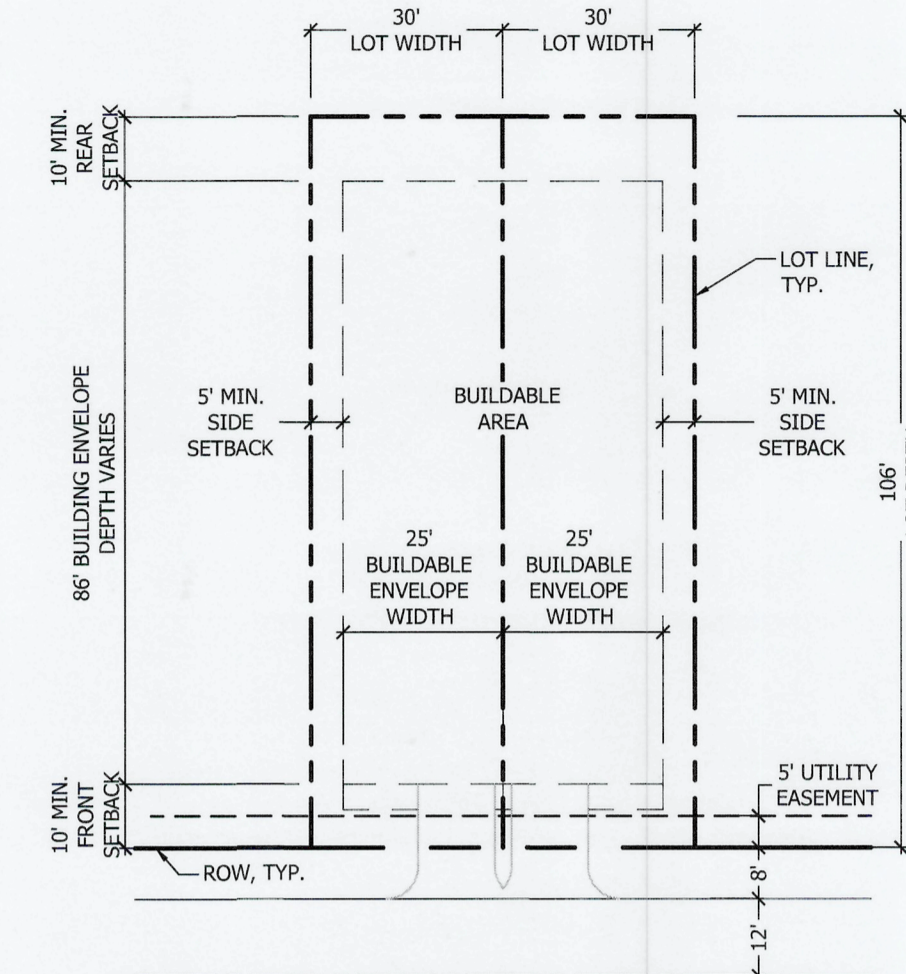 30'
LOT WIDTH
30'
LOT WIDTH
10' MIN.
REAR
SETBACK
LOT LINE,
TYP.
86' BUILDING ENVELOPE
DEPTH VARIES
5' MIN.
SIDE
SETBACK
BUILDABLE
AREA
5' MIN.
SIDE
SETBACK
106'
25'
BUILDABLE
ENVELOPE
WIDTH
25'
BUILDABLE
ENVELOPE
WIDTH
10' MIN.
FRONT
SETBACK
5' UTILITY
EASEMENT
ROW, TYP.
8'
12'